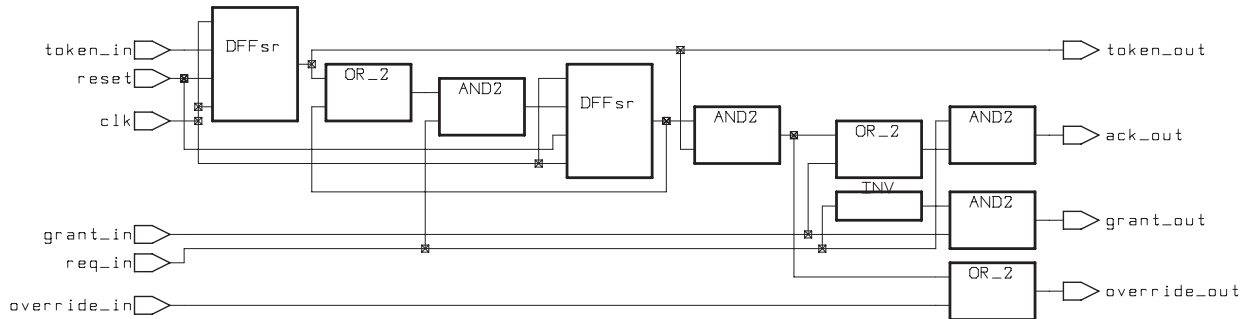 token_in
reset
clk
grant_in
req_in
override_in
DFFsr
OR_2
AND2
DFFsr
AND2
OR_2
INV
AND2
AND2
OR_2
token_out
ack_out
grant_out
override_out